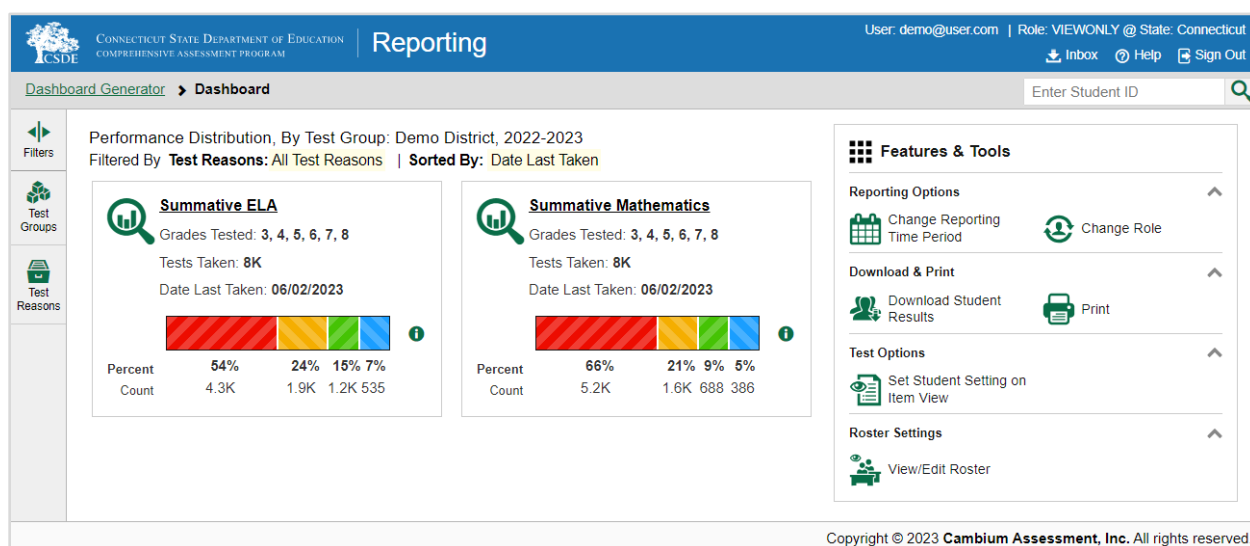 CSDE
CONNECTICUT STATE DEPARTMENT OF EDUCATION
COMPREHENSIVE ASSESSMENT PROGRAM
Reporting
User: demo@user.com | Role: VIEWONLY @ State: Connecticut
Inbox Help Sign Out
Dashboard Generator Dashboard
Enter Student ID
Filters
Test
Groups
Test
Reasons
Performance Distribution, By Test Group: Demo District, 2022-2023
Filtered By Test Reasons: All Test Reasons | Sorted By: Date Last Taken
Summative ELA
Grades Tested: 3, 4, 5, 6, 7, 8
Tests Taken: 8K
Date Last Taken: 06/02/2023
Percent 54% 24% 15% 7%
Count 4.3K 1.9K 1.2K 535
Summative Mathematics
Grades Tested: 3, 4, 5, 6, 7, 8
Tests Taken: 8K
Date Last Taken: 06/02/2023
Percent 66% 21% 9% 5%
Count 5.2K 1.6K 688 386
Features & Tools
Reporting Options
Change Reporting
Time Period
Change Role
Download & Print
Download Student
Results
Print
Test Options
Set Student Setting on
Item View
Roster Settings
View/Edit Roster
Copyright © 2023 Cambium Assessment, Inc. All rights reserved